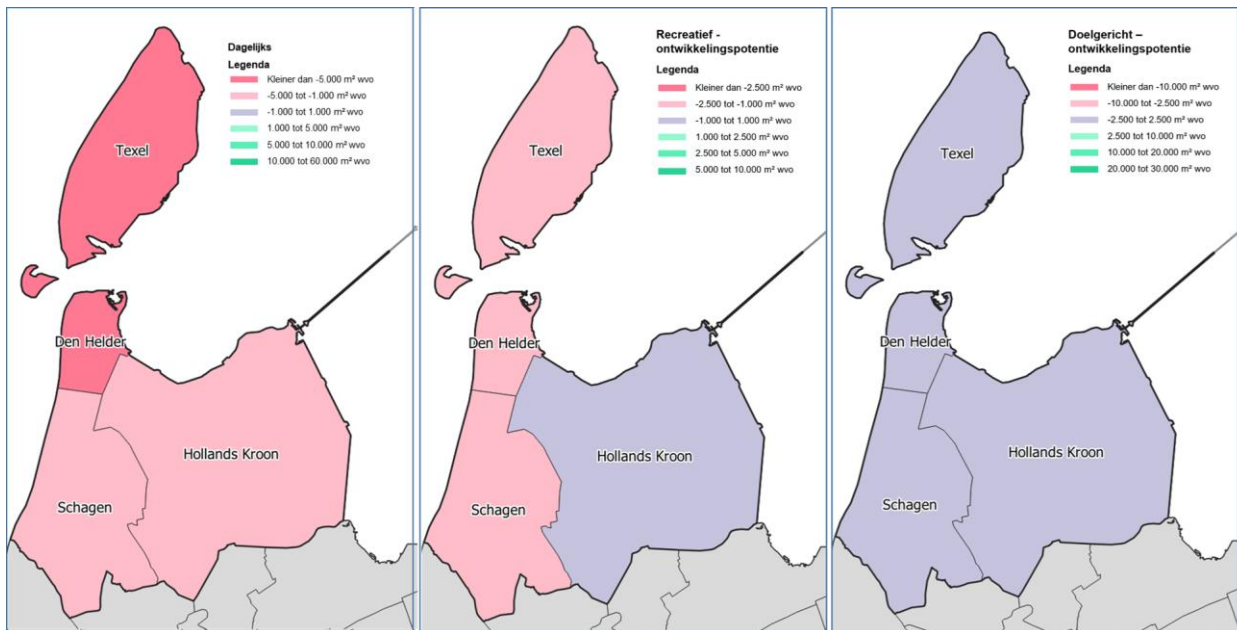 Dagelijks
Legenda
Kleiner dan -5.000 m² wvo
-5.000 tot -1.000 m² wvo
-1.000 tot 1.000 m² wvo
1.000 tot 5.000 m² wvo
5.000 tot 10.000 m² wvo
10.000 tot 60.000 m² wvo
Texel
Den Helder
Hollands Kroon
Schagen
Recreatief -
ontwikkelingspotentie
Legenda
Kleiner dan -2.500 m² wvo
-2.500 tot -1.000 m² wvo
-1.000 tot 1.000 m² wvo
1.000 tot 2.500 m² wvo
2.500 tot 5.000 m² wvo
5.000 tot 10.000 m² wvo
Texel
Den Helder
Hollands Kroon
Schagen
Doelgericht –
ontwikkelingspotentie
Legenda
Kleiner dan -10.000 m² wvo
-10.000 tot -2.500 m² wvo
-2.500 tot 2.500 m² wvo
2.500 tot 10.000 m² wvo
10.000 tot 20.000 m² wvo
20.000 tot 30.000 m² wvo
Texel
Den Helder
Hollands Kroon
Schagen